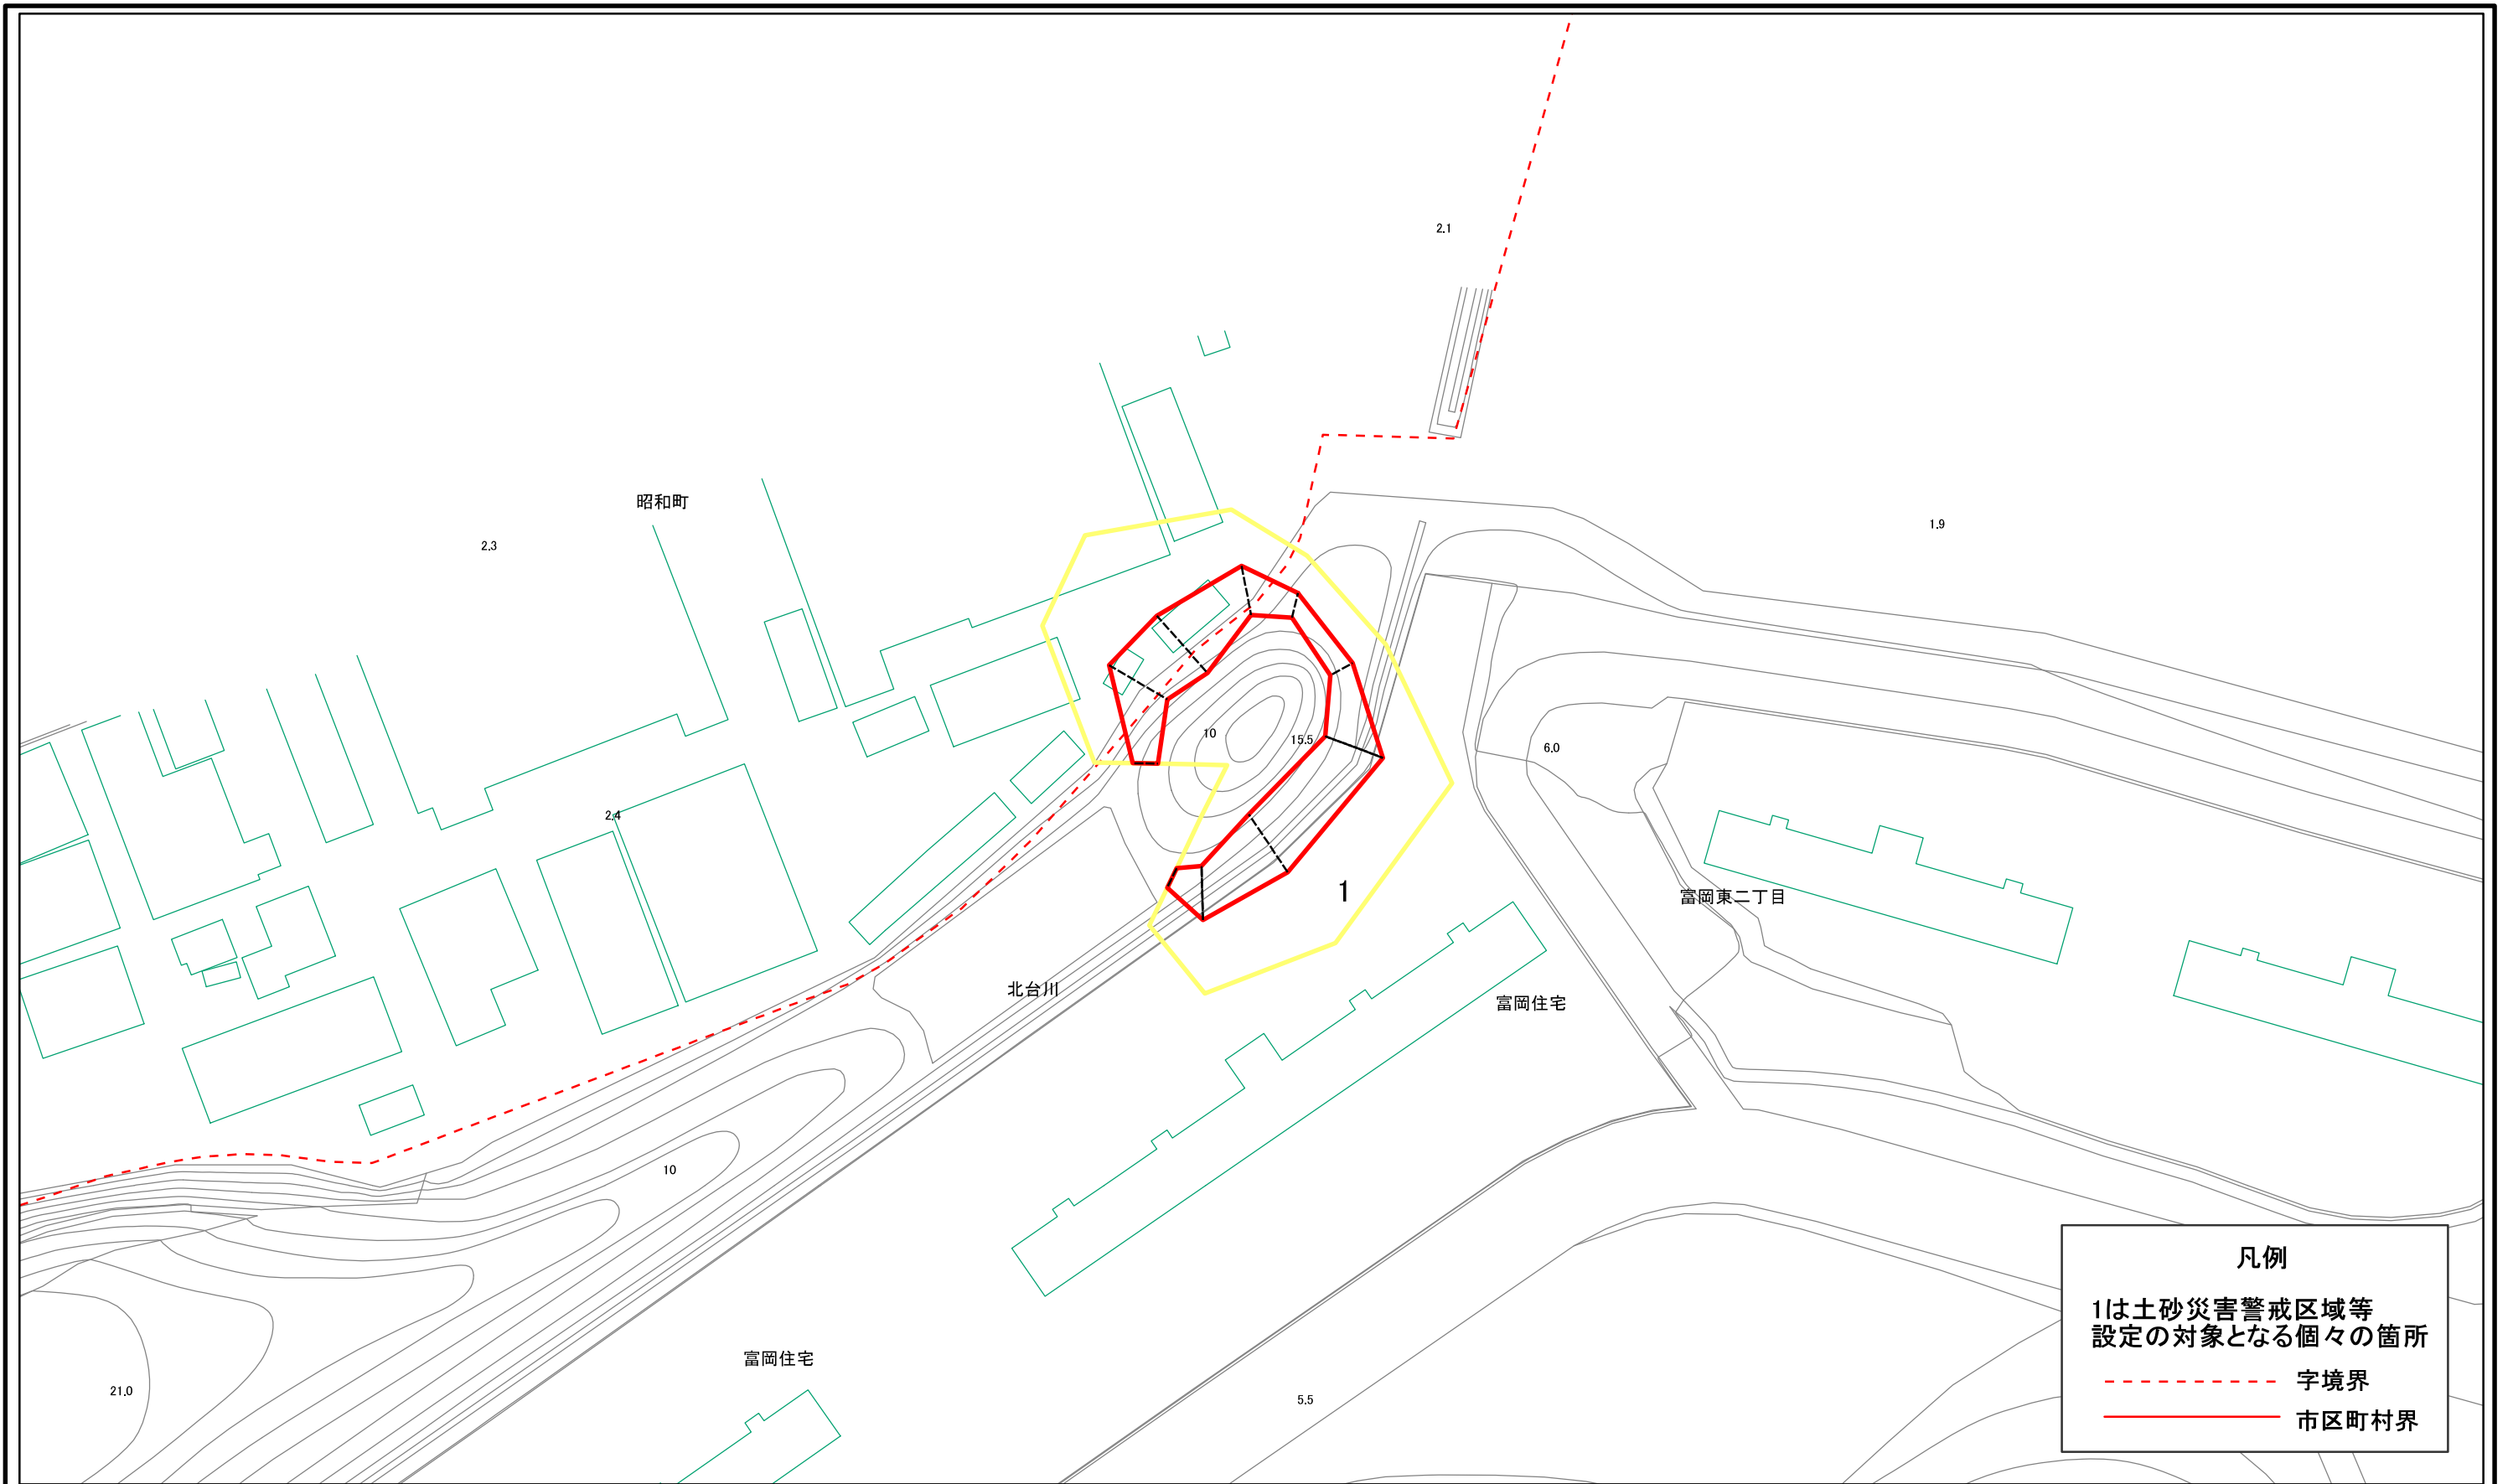 2.1
昭和町
1.9
2.3
10
15.5
6.0
2.4
1
富岡東二丁目
北台川
富岡住宅
10
凡例
1は土砂災害警戒区域等
設定の対象となる個々の箇所
富岡住宅
字境界
21.0
5.5
市区町村界